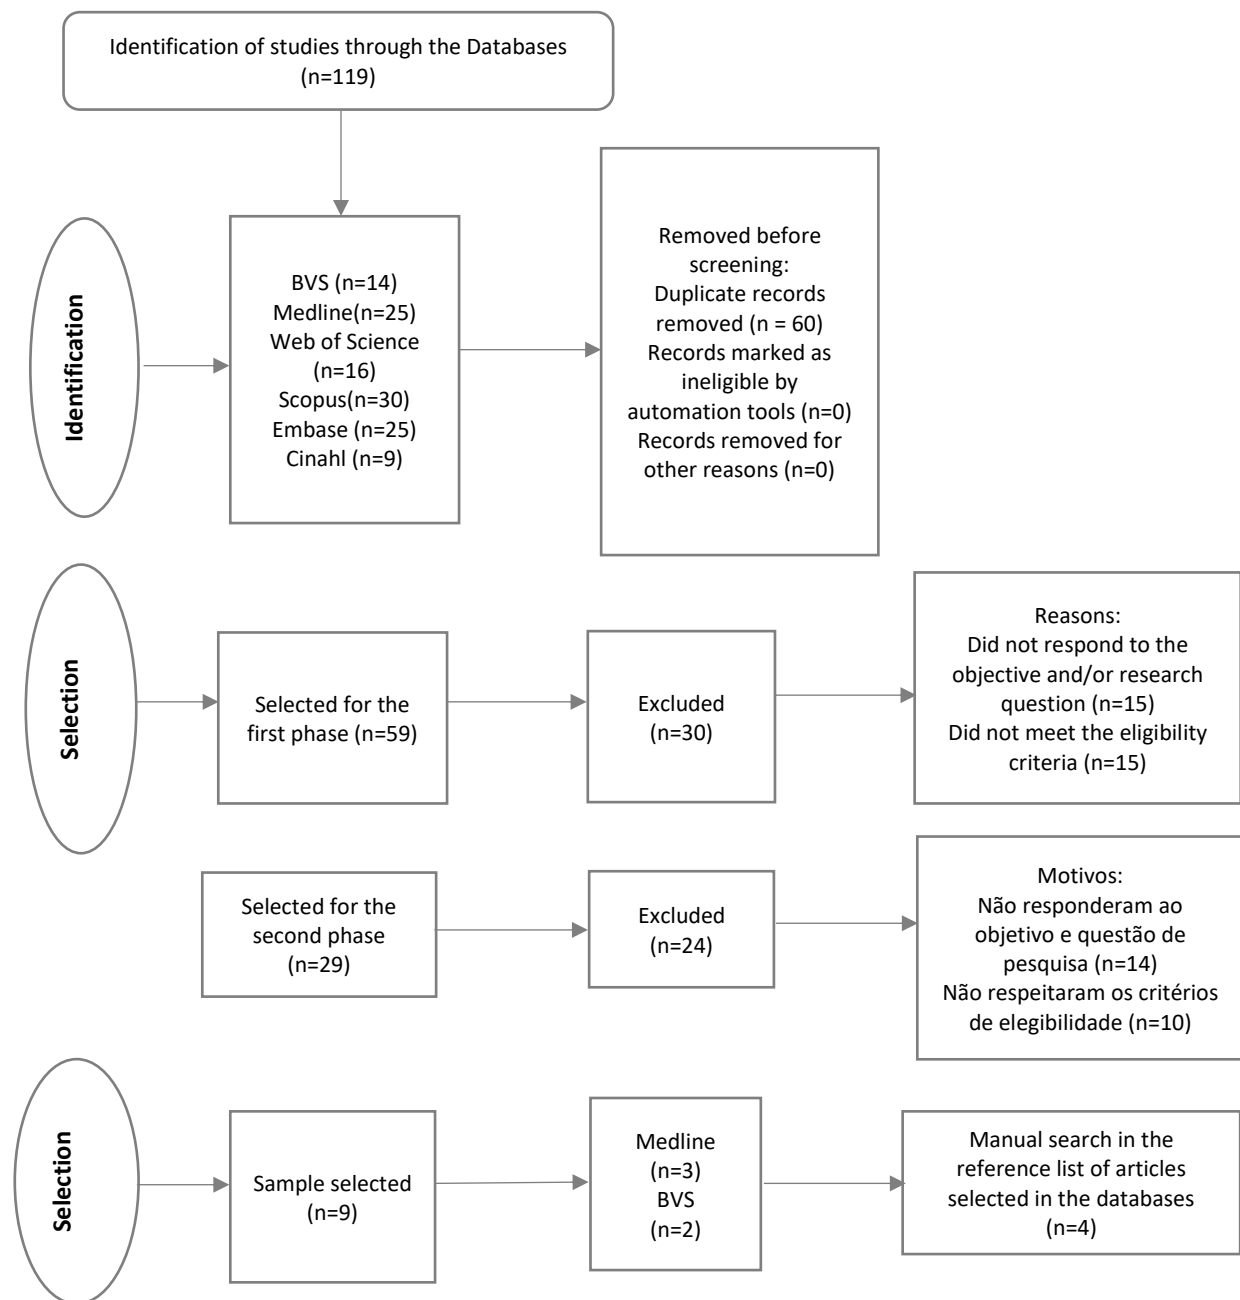 Identification of studies through the Databases
(n=119)
Identification
BVS (n=14)
Medline(n=25)
Web of Science
(n=16)
Scopus(n=30)
Embase (n=25)
Cinahl (n=9)
Removed before
screening:
Duplicate records
removed (n = 60)
Records marked as
ineligible by
automation tools (n=0)
Records removed for
other reasons (n=0)
Selection
Selected for the
first phase (n=59)
Excluded
(n=30)
Reasons:
Did not respond to the
objective and/or research
question (n=15)
Did not meet the eligibility
criteria (n=15)
Selected for the
second phase
(n=29)
Excluded
(n=24)
Motivos:
Não responderam ao
objetivo e questão de
pesquisa (n=14)
Não respeitaram os critérios
de elegibilidade (n=10)
Selection
Sample selected
(n=9)
Medline
(n=3)
BVS
(n=2)
Manual search in the
reference list of articles
selected in the databases
(n=4)